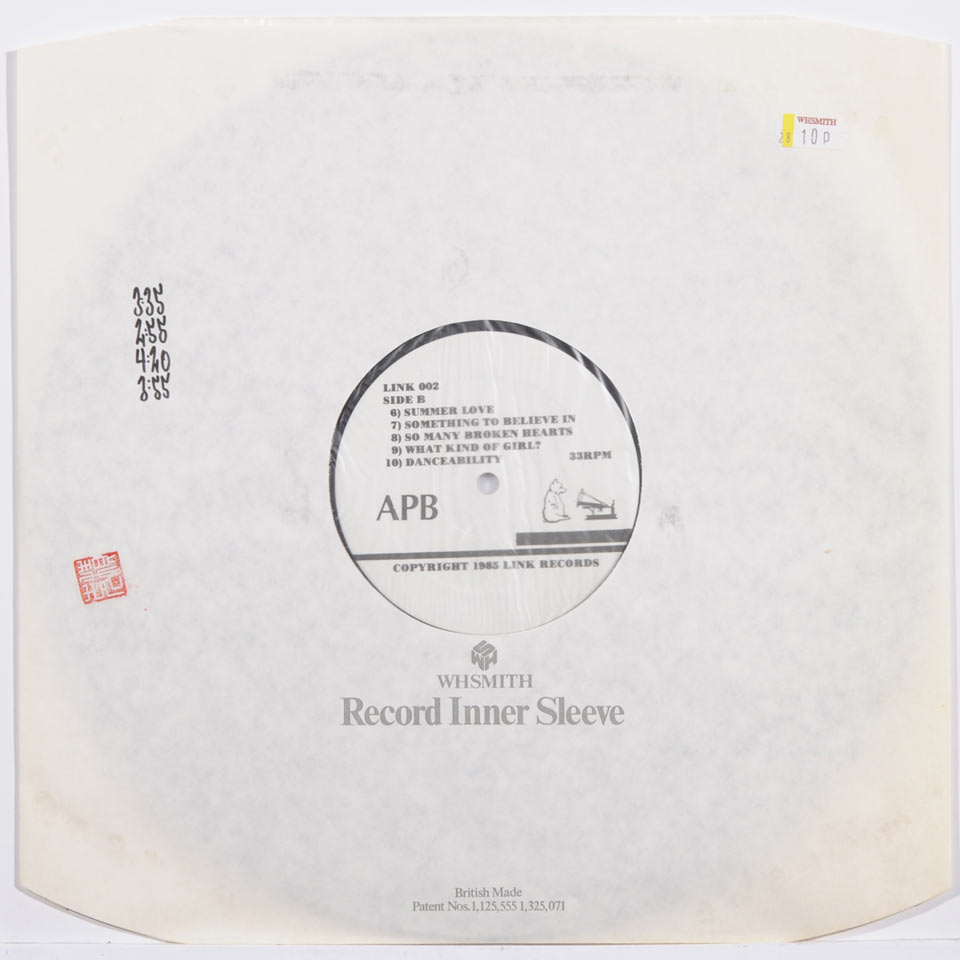 WHSMITH
28 10P
3:35
2:55
4:20
3:55
LINK 002
SIDE B
6) SUMMER LOVE
7) SOMETHING TO BELIEVE IN
8) SO MANY BROKEN HEARTS
9) WHAT KIND OF GIRL?
10) DANCEABILITY
33RPM
APB
COPYRIGHT 1985 LINK RECORDS
WHSMITH
Record Inner Sleeve
British Made
Patent Nos.1,125,555 1,325,071